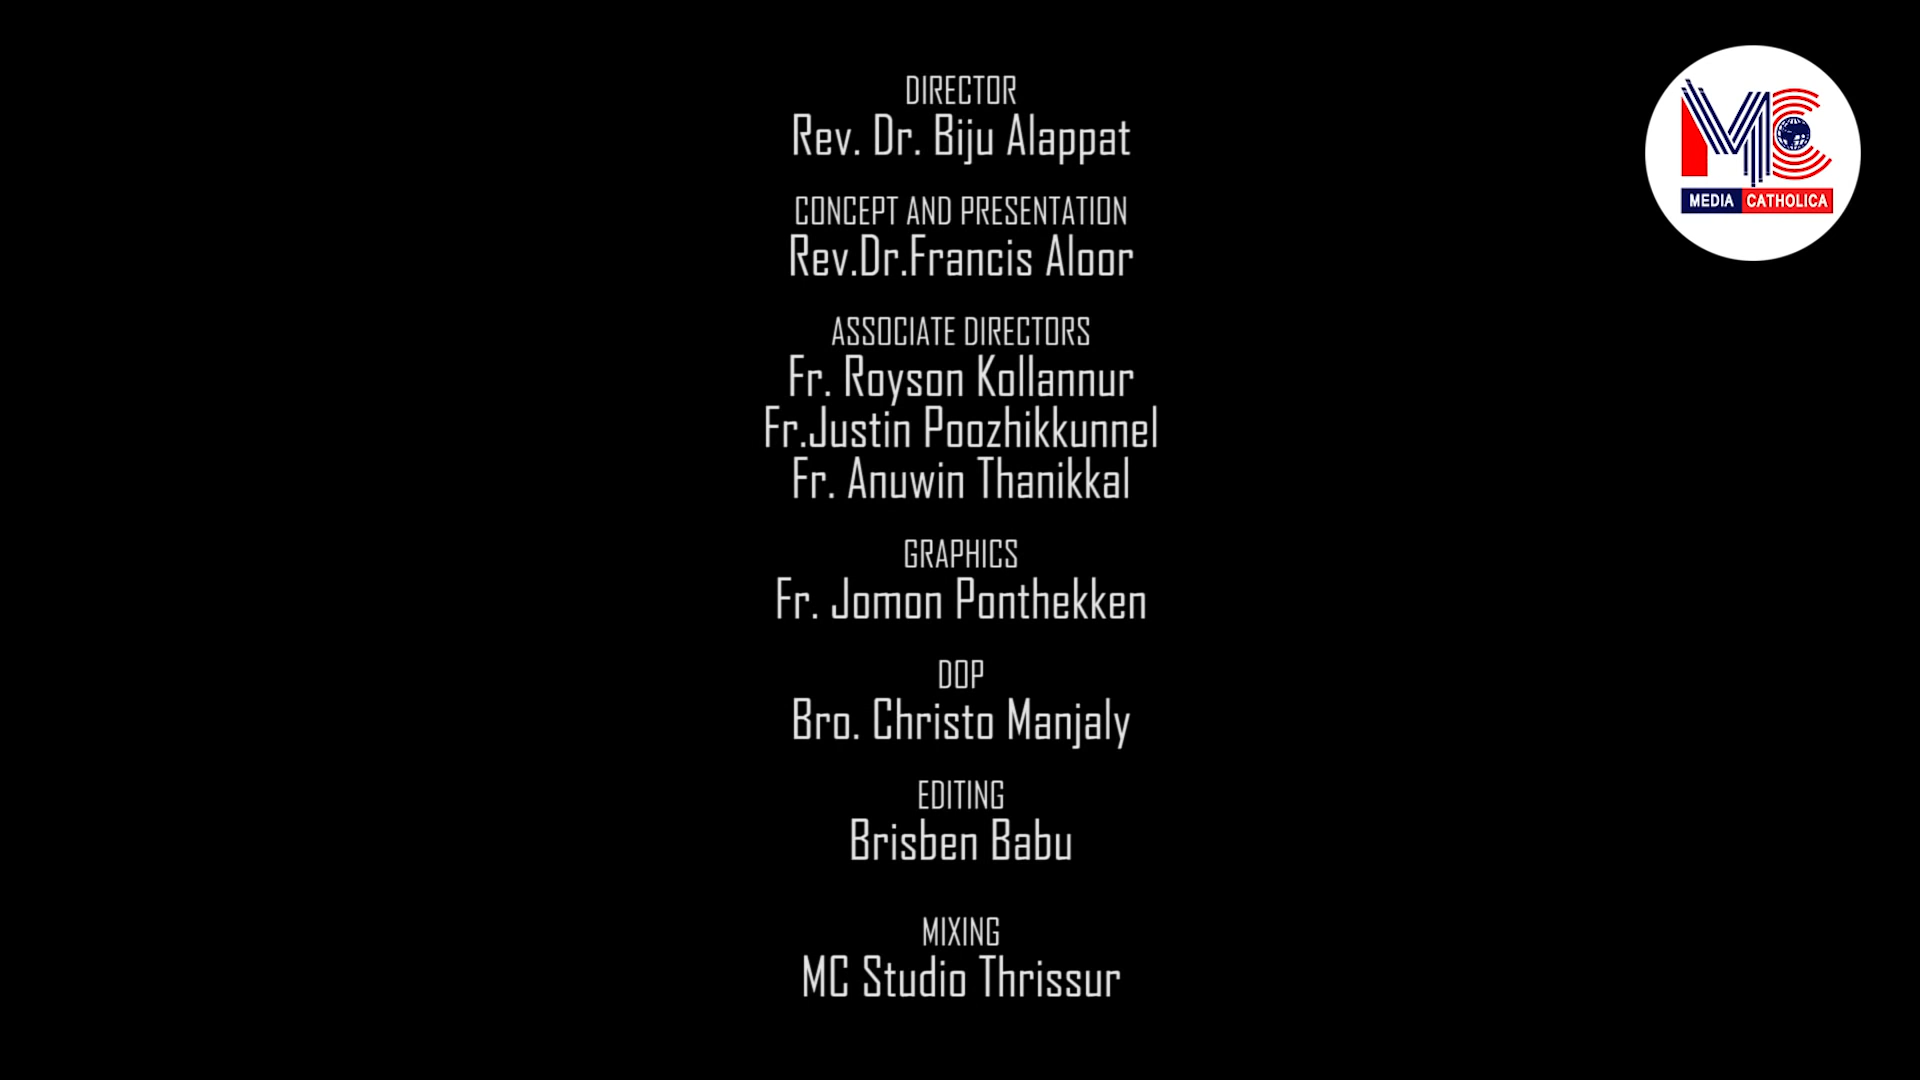 DIRECTOR
Rev. Dr. Biju Alappat
CONCEPT AND PRESENTATION
Rev.Dr.Francis Aloor
ASSOCIATE DIRECTORS
Fr. Royson Kollannur
Fr.Justin Poozhikkunnel
Fr. Anuwin Thanikkal
GRAPHICS
Fr. Jomon Ponthekken
DOP
Bro. Christo Manjaly
EDITING
Brisben Babu
MIXING
MC Studio Thrissur
MC
MEDIA CATHOLICA